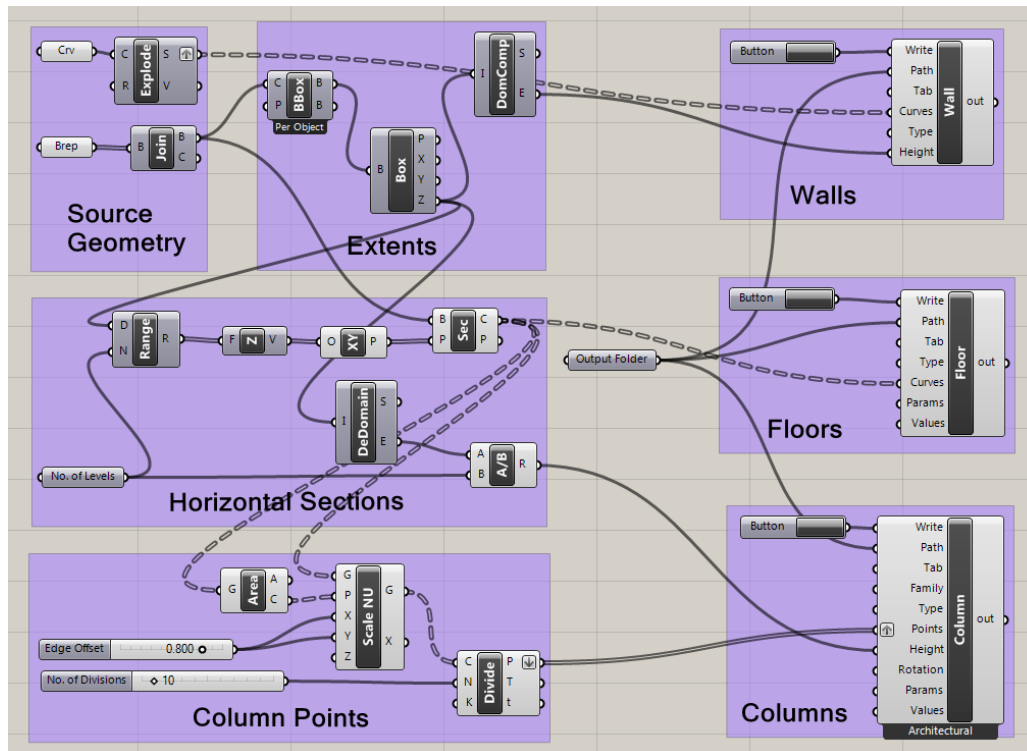 Crv
C
R
Explode
S
V
Brep
B
Join
B
C
Source
Geometry
C
P
BBox
B
B
Per Object
B
Box
P
X
Y
Z
I
DomComp
S
E
Extents
Button
Write
Path
Tab
Curves
Type
Height
Wall
out
Walls
D
N
Range
R
F
Z
V
O
XY
P
B
P
Sec
C
P
I
DeDomain
S
E
A
B
A/B
R
No. of Levels
Horizontal Sections
Output Folder
Button
Write
Path
Tab
Type
Curves
Params
Values
Floor
out
Floors
G
Area
A
C
G
P
X
Y
Z
Scale NU
G
X
Edge Offset
0.800
No. of Divisions
10
C
N
K
Divide
P
T
t
Column Points
Button
Write
Path
Tab
Family
Type
Points
Height
Rotation
Params
Values
Column
out
Architectural
Columns